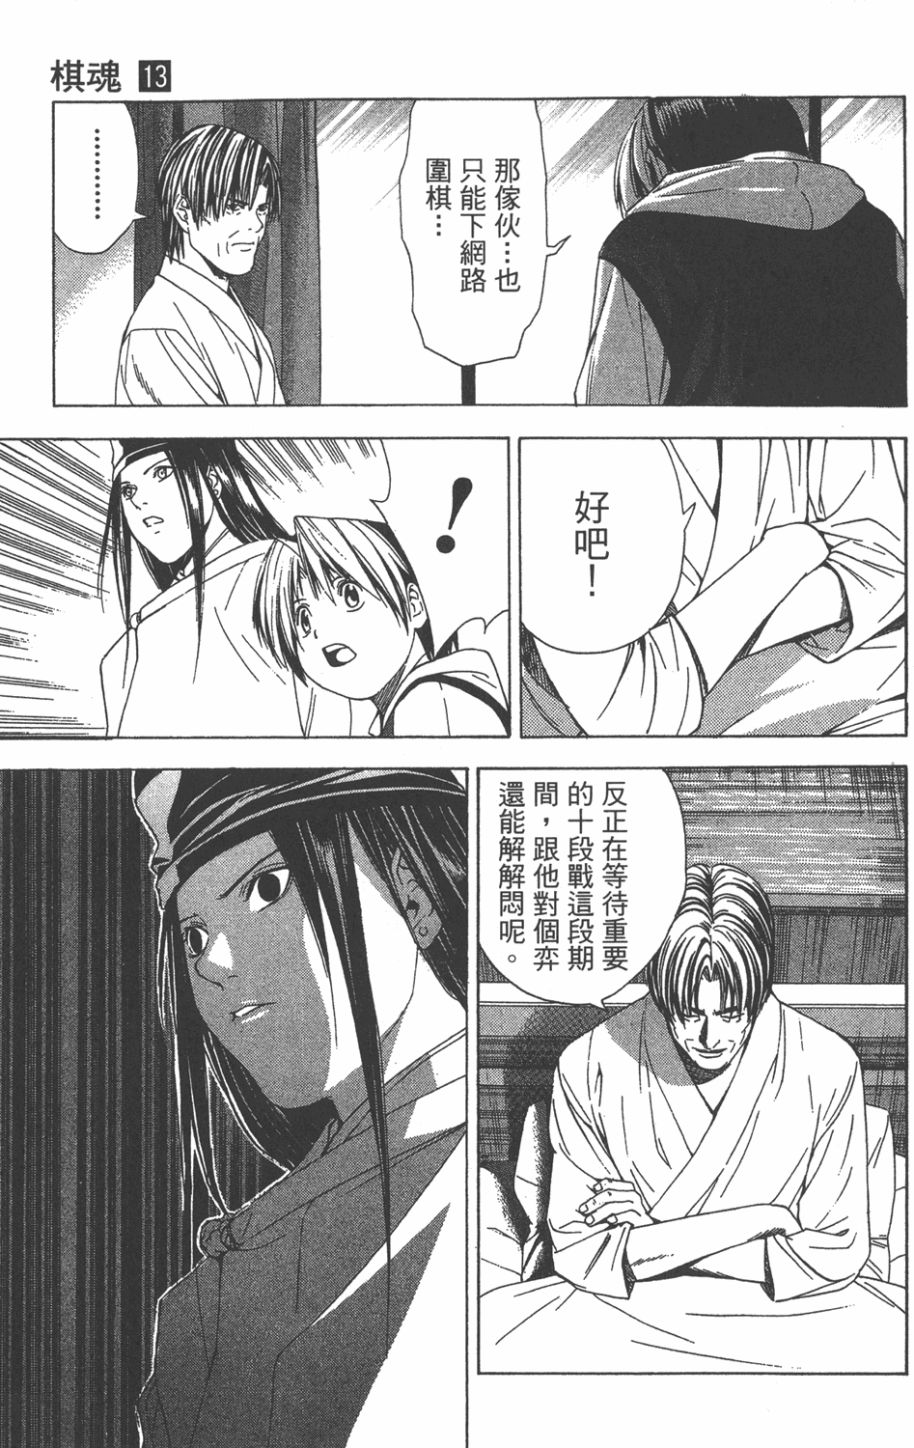 棋魂 13
那傢伙…也
只能下網路
圍棋…
………
好吧！
！
反正在等待重要
的十段戰這段期
間，跟他對個弈
還能解解悶呢。